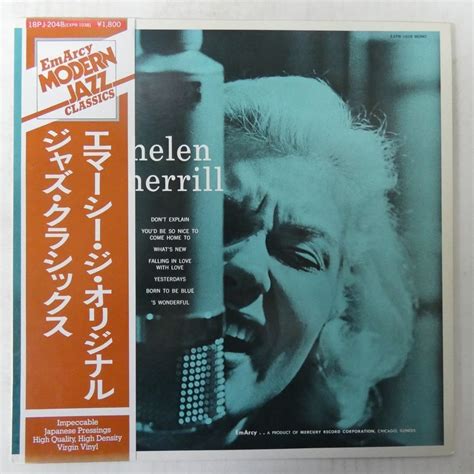 18PJ-2048(EXPR-1038) ¥1,800
EmArcy
MODERN
JAZZ
CLASSICS
エマーシー・ジ・オリジナル
ジャズ・クラシックス
Impeccable
Japanese Pressings
High Quality, High Density
Virgin Vinyl
helen
merrill
DON'T EXPLAIN
YOU'D BE SO NICE TO
COME HOME TO
WHAT'S NEW
FALLING IN LOVE
WITH LOVE
YESTERDAYS
BORN TO BE BLUE
'S WONDERFUL
EmArcy . . . A PRODUCT OF MERCURY RECORD CORPORATION, CHICAGO, ILLINOIS